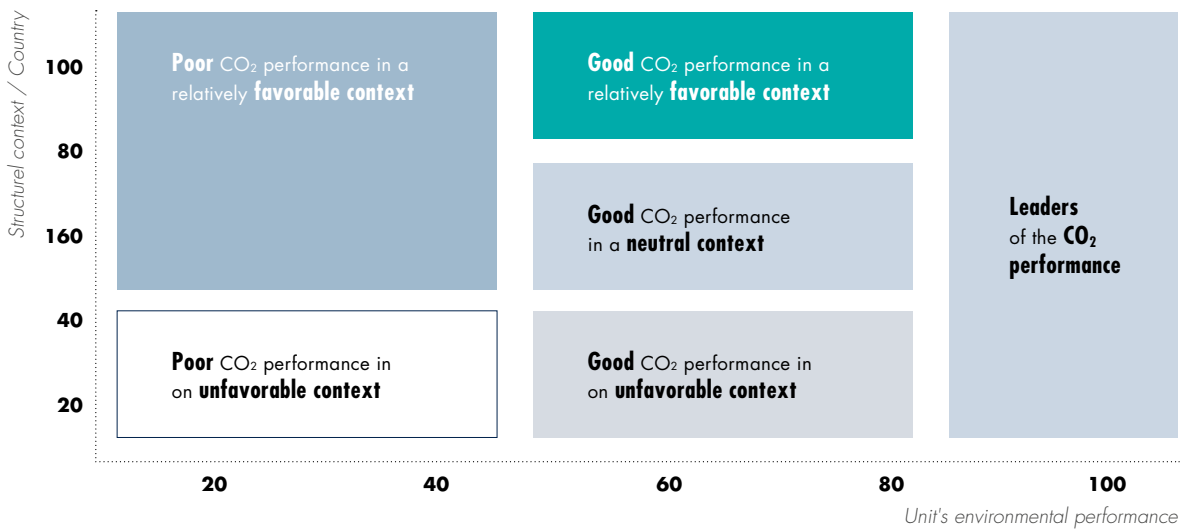 Structurel context / Country
100
80
160
40
20
Poor CO₂ performance in a
relatively favorable context
Good CO₂ performance in a
relatively favorable context
Good CO₂ performance
in a neutral context
Leaders
of the CO₂
performance
Poor CO₂ performance in
on unfavorable context
Good CO₂ performance in
on unfavorable context
20 40 60 80 100
Unit's environmental performance